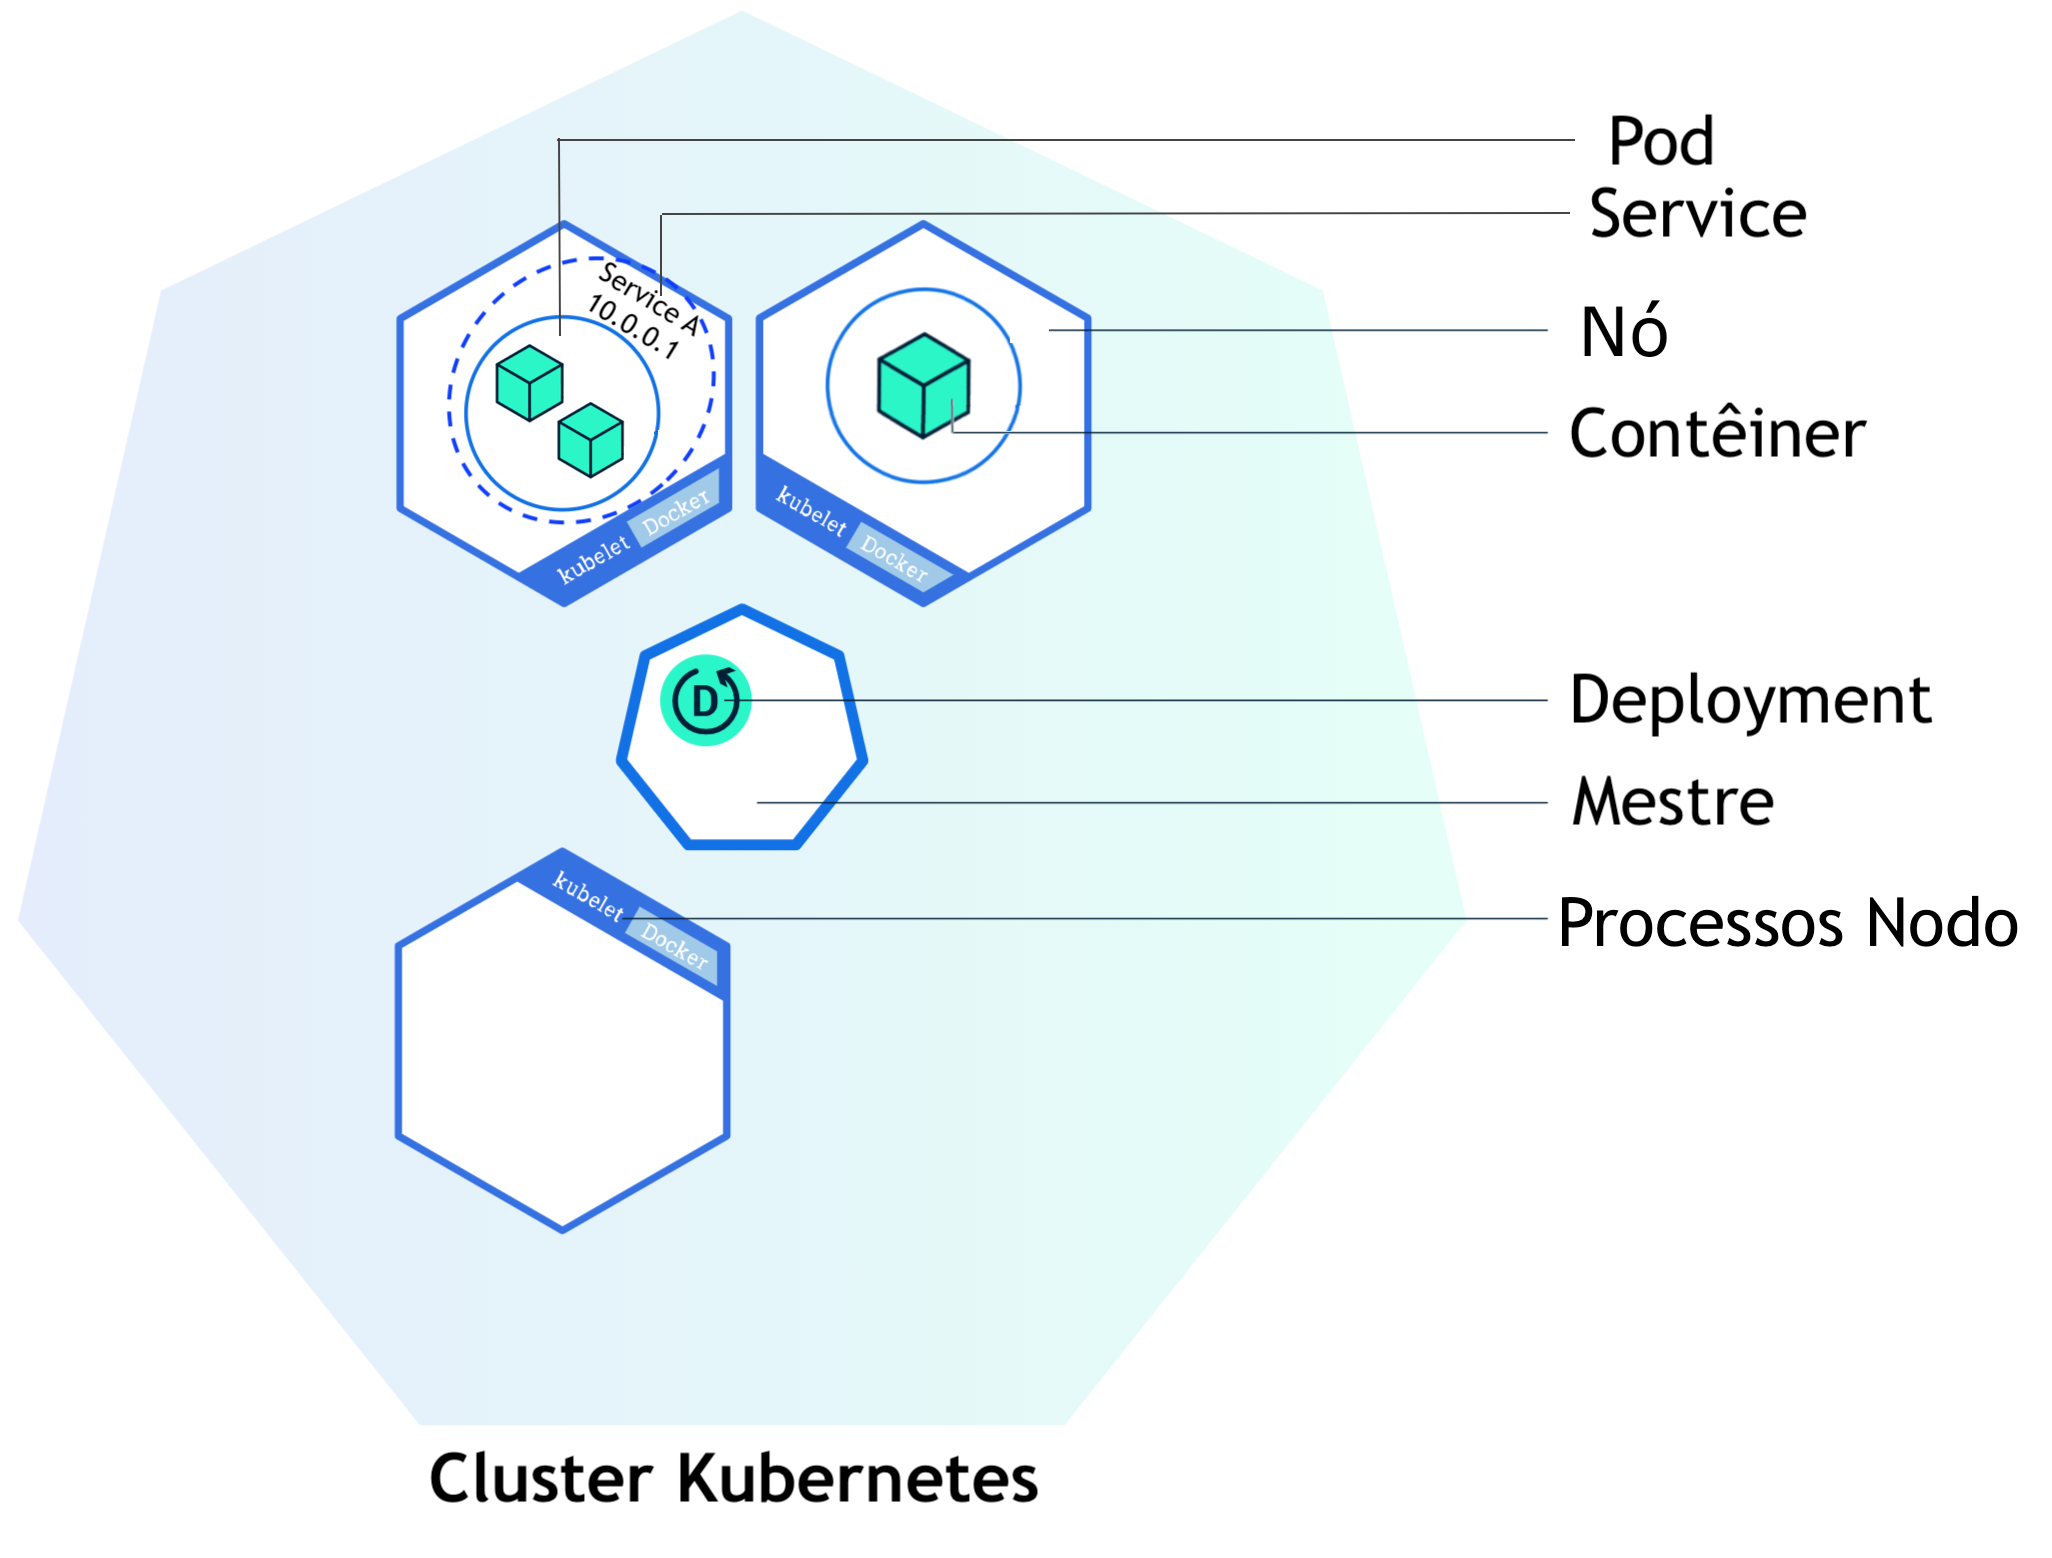 Pod
Service
Service A
10.0.0.1
Nó
Contêiner
kubelet Docker
kubelet Docker
Deployment
Mestre
kubelet Docker
Processos Nodo
D
Cluster Kubernetes